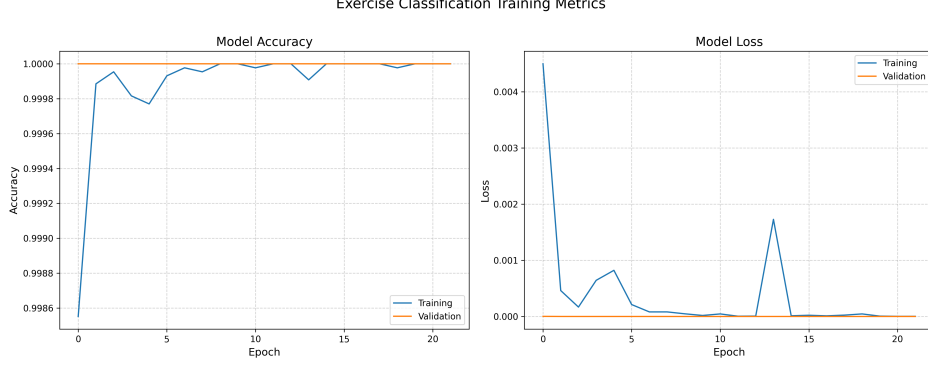 Exercise Classification Training Metrics
Model Accuracy
Accuracy
1.0000
0.9998
0.9996
0.9994
0.9992
0.9990
0.9988
0.9986
0
5
10
15
20
Epoch
Training
Validation
Model Loss
Loss
0.004
0.003
0.002
0.001
0.000
0
5
10
15
20
Epoch
Training
Validation